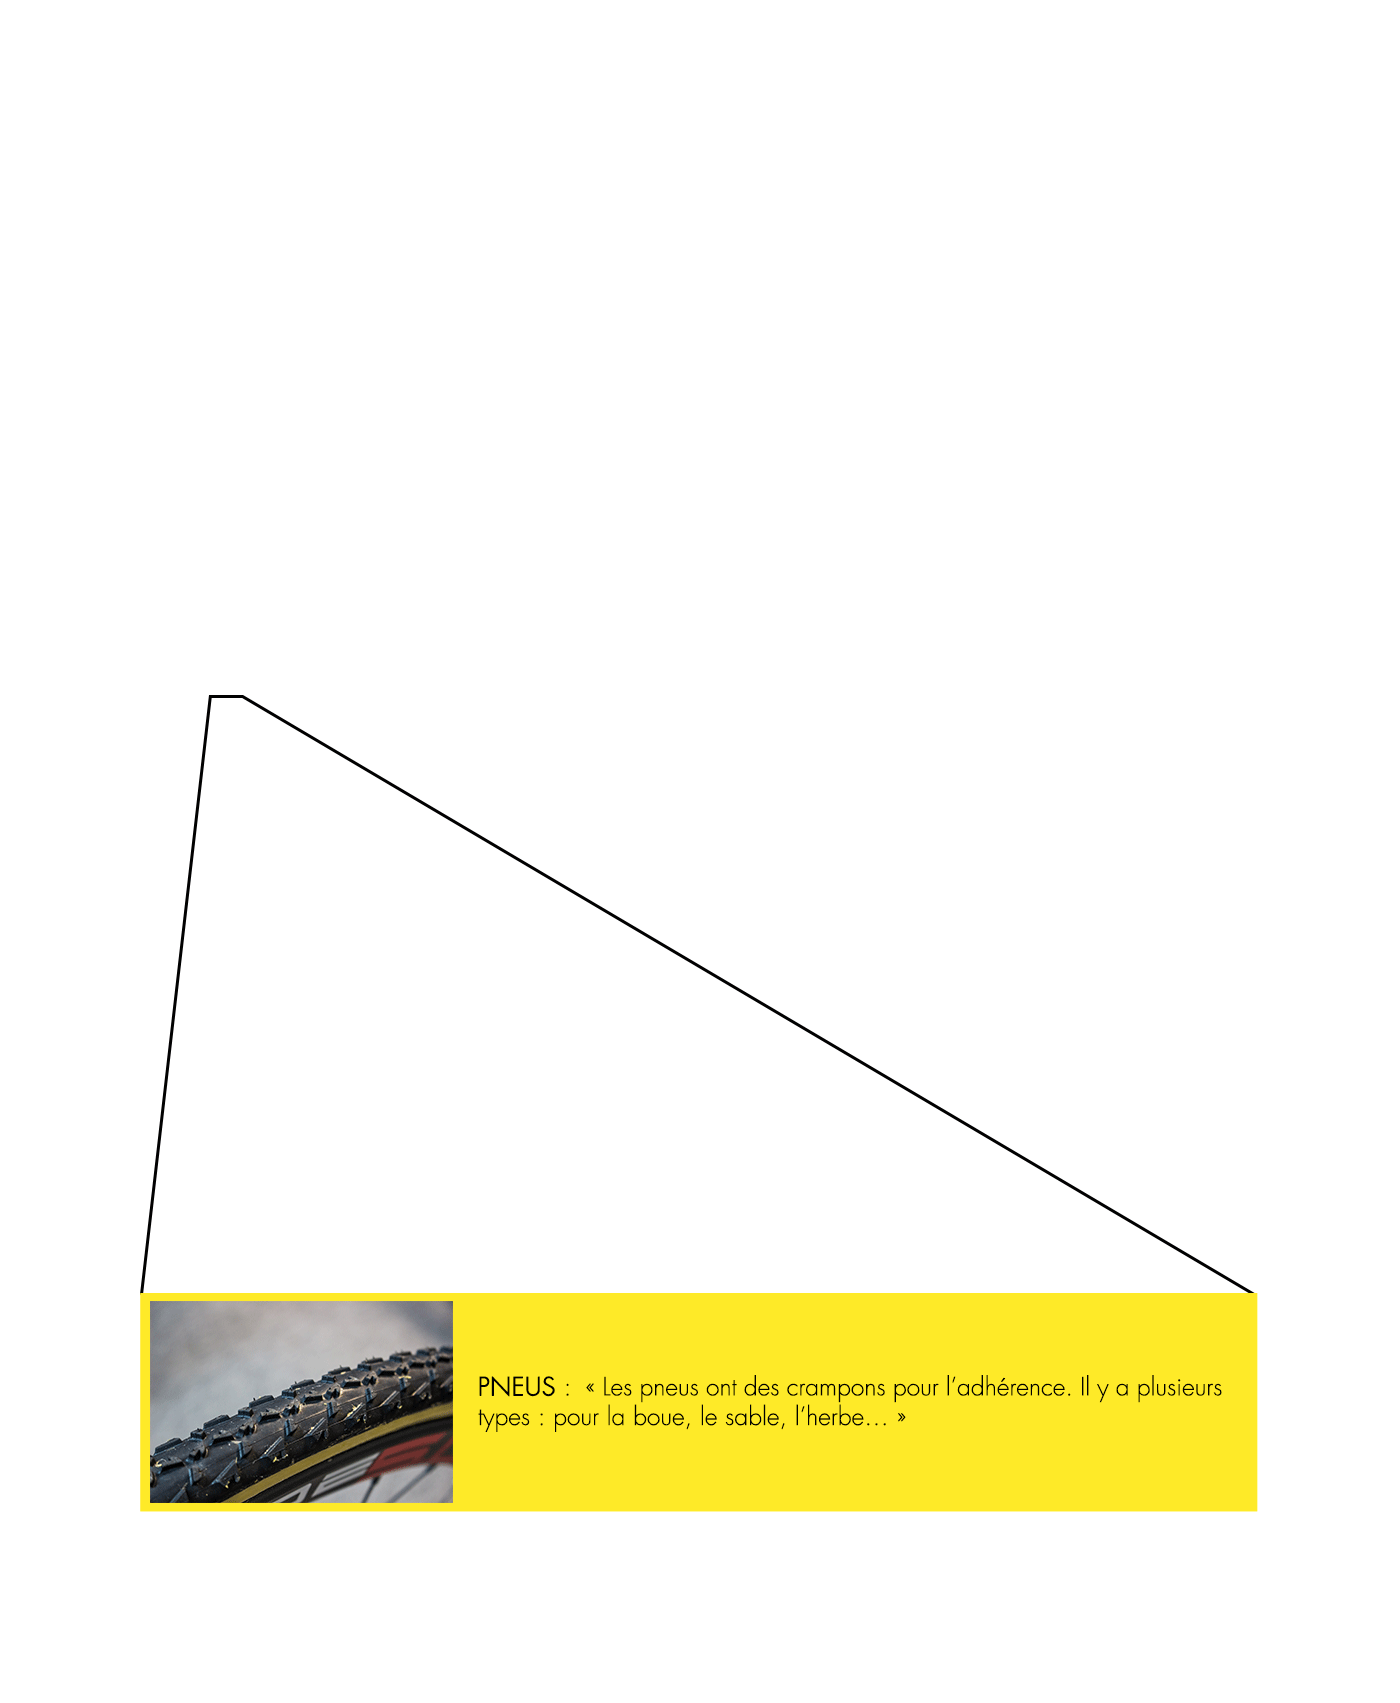 PNEUS :  « Les pneus ont des crampons pour l’adhérence. Il y a plusieurs
types : pour la boue, le sable, l’herbe… »